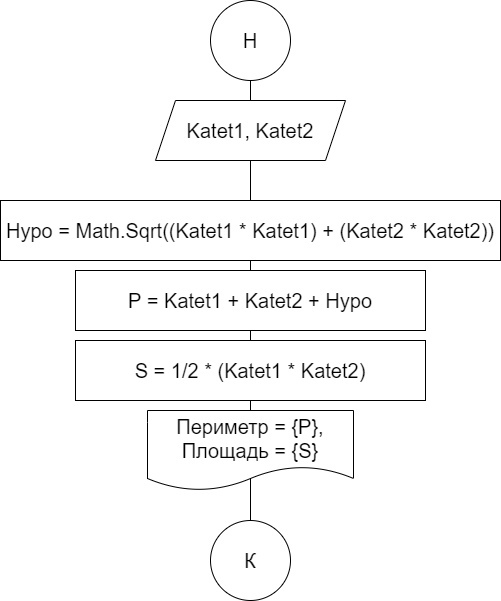 Н
Katet1, Katet2
Hypo = Math.Sqrt((Katet1 * Katet1) + (Katet2 * Katet2))
P = Katet1 + Katet2 + Hypo
S = 1/2 * (Katet1 * Katet2)
Периметр = {P},
Площадь = {S}
К